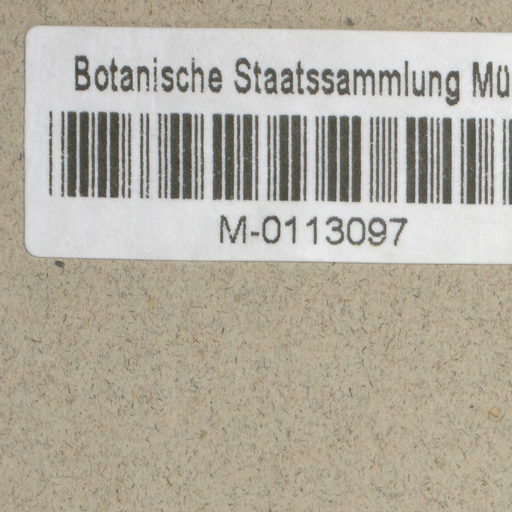 Botanische Staatssammlung Mü
M-0113097